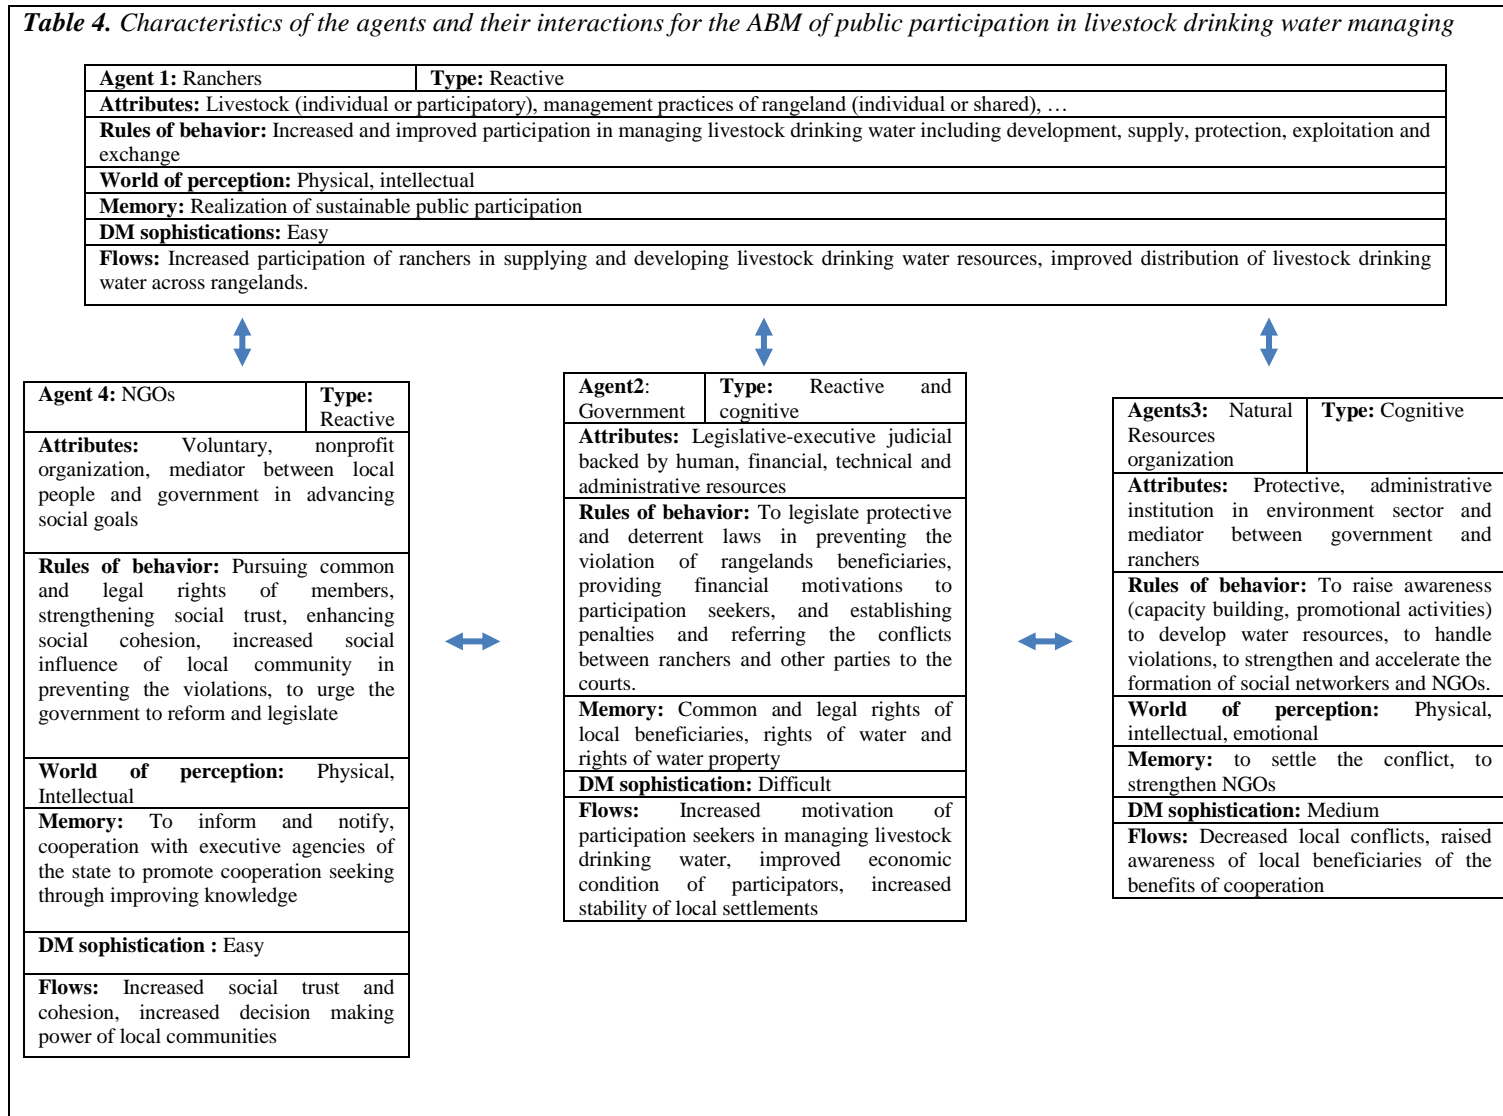 Table 4. Characteristics of the agents and their interactions for the ABM of public participation in livestock drinking water managing
Agent 1: Ranchers
Type: Reactive
Attributes: Livestock (individual or participatory), management practices of rangeland (individual or shared), …
Rules of behavior: Increased and improved participation in managing livestock drinking water including development, supply, protection, exploitation and
exchange
World of perception: Physical, intellectual
Memory: Realization of sustainable public participation
DM sophistications: Easy
Flows: Increased participation of ranchers in supplying and developing livestock drinking water resources, improved distribution of livestock drinking
water across rangelands.
Agent 4: NGOs
Type:
Reactive
Attributes: Voluntary, nonprofit
organization, mediator between local
people and government in advancing
social goals
Rules of behavior: Pursuing common
and legal rights of members,
strengthening social trust, enhancing
social cohesion, increased social
influence of local community in
preventing the violations, to urge the
government to reform and legislate
World of perception: Physical,
Intellectual
Memory: To inform and notify,
cooperation with executive agencies of
the state to promote cooperation seeking
through improving knowledge
DM sophistication : Easy
Flows: Increased social trust and
cohesion, increased decision making
power of local communities
Agent2:
Government
Type: Reactive and
cognitive
Attributes: Legislative-executive judicial
backed by human, financial, technical and
administrative resources
Rules of behavior: To legislate protective
and deterrent laws in preventing the
violation of rangelands beneficiaries,
providing financial motivations to
participation seekers, and establishing
penalties and referring the conflicts
between ranchers and other parties to the
courts.
Memory: Common and legal rights of
local beneficiaries, rights of water and
rights of water property
DM sophistication: Difficult
Flows: Increased motivation of
participation seekers in managing livestock
drinking water, improved economic
condition of participators, increased
stability of local settlements
Agents3: Natural
Resources
organization
Type: Cognitive
Attributes: Protective, administrative
institution in environment sector and
mediator between government and
ranchers
Rules of behavior: To raise awareness
(capacity building, promotional activities)
to develop water resources, to handle
violations, to strengthen and accelerate the
formation of social networkers and NGOs.
World of perception: Physical,
intellectual, emotional
Memory: to settle the conflict, to
strengthen NGOs
DM sophistication: Medium
Flows: Decreased local conflicts, raised
awareness of local beneficiaries of the
benefits of cooperation